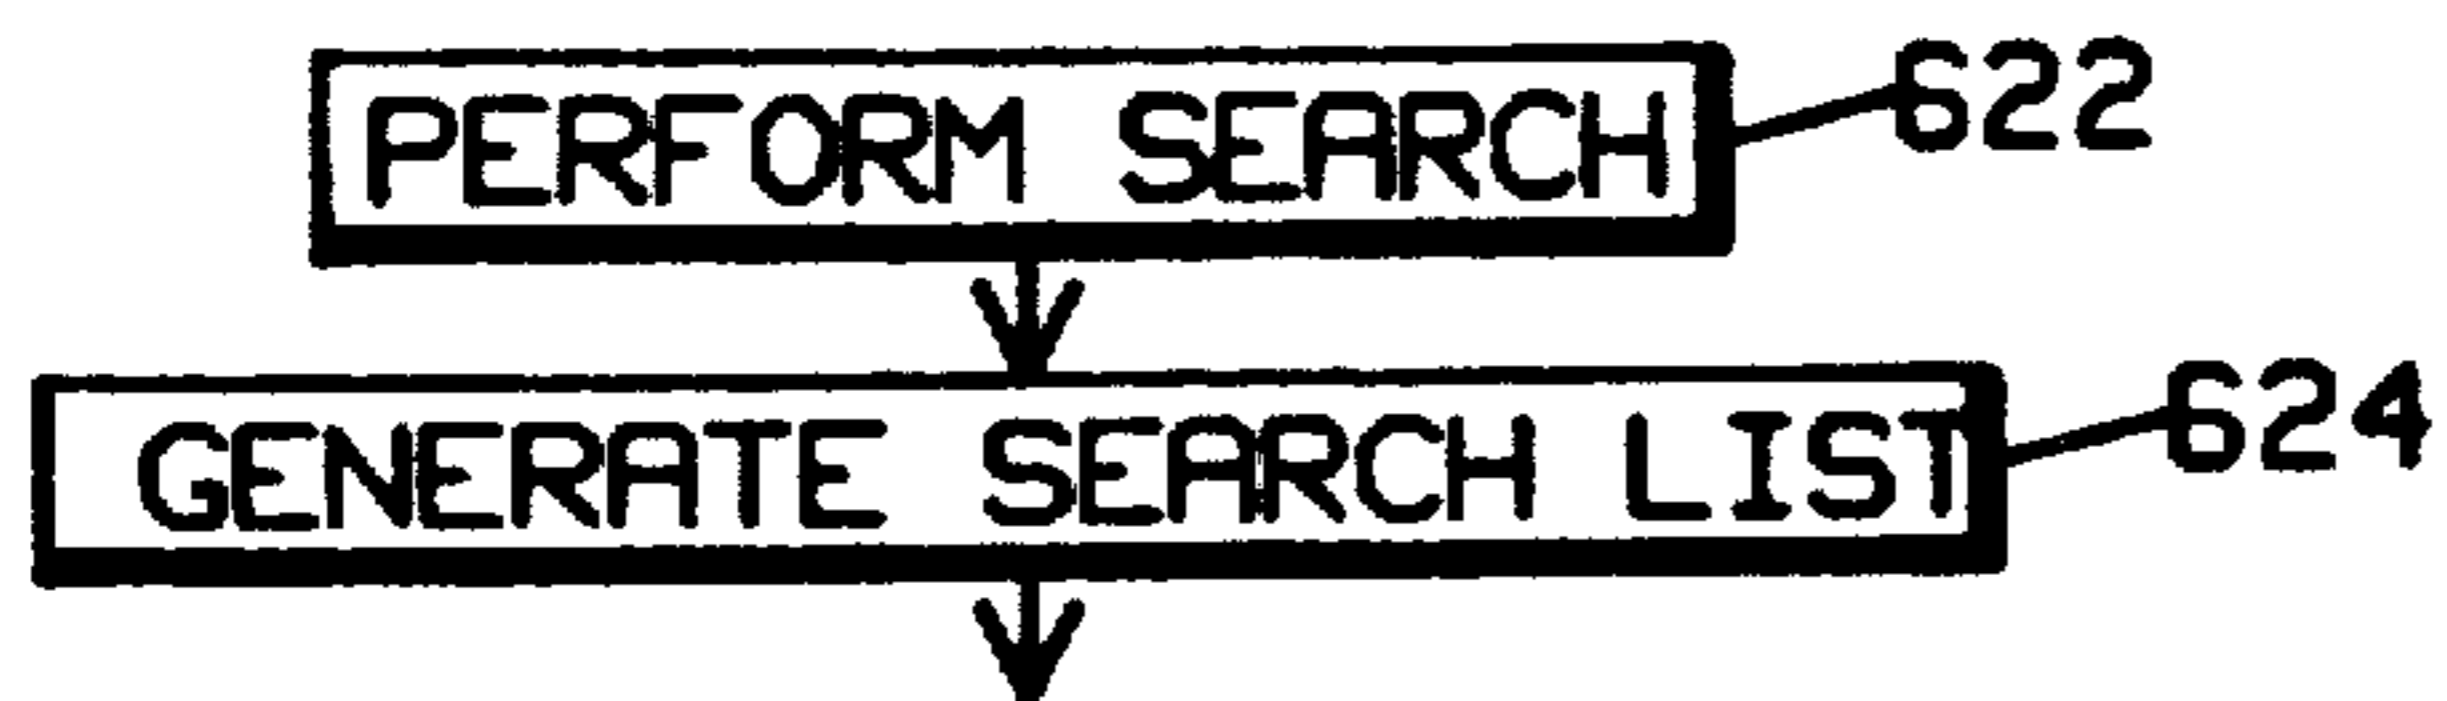 PERFORM SEARCH 622
GENERATE SEARCH LIST 624